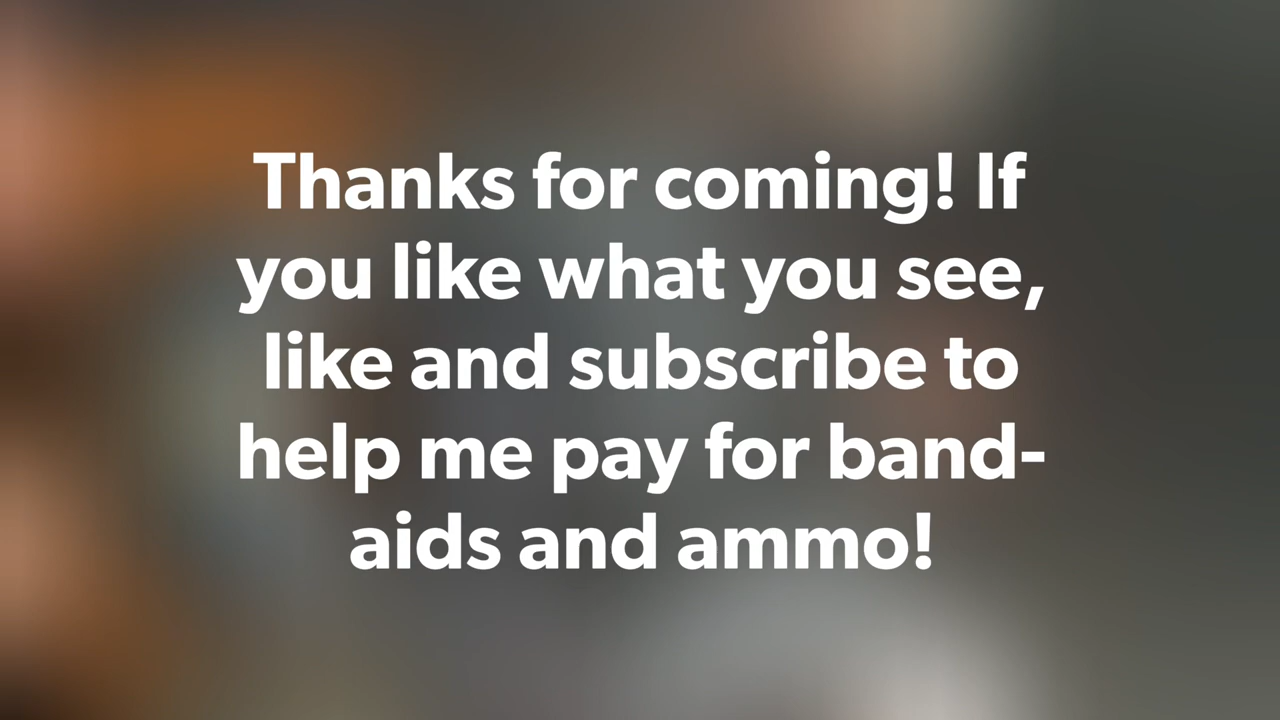 Thanks for coming! If
you like what you see,
like and subscribe to
help me pay for band-
aids and ammo!